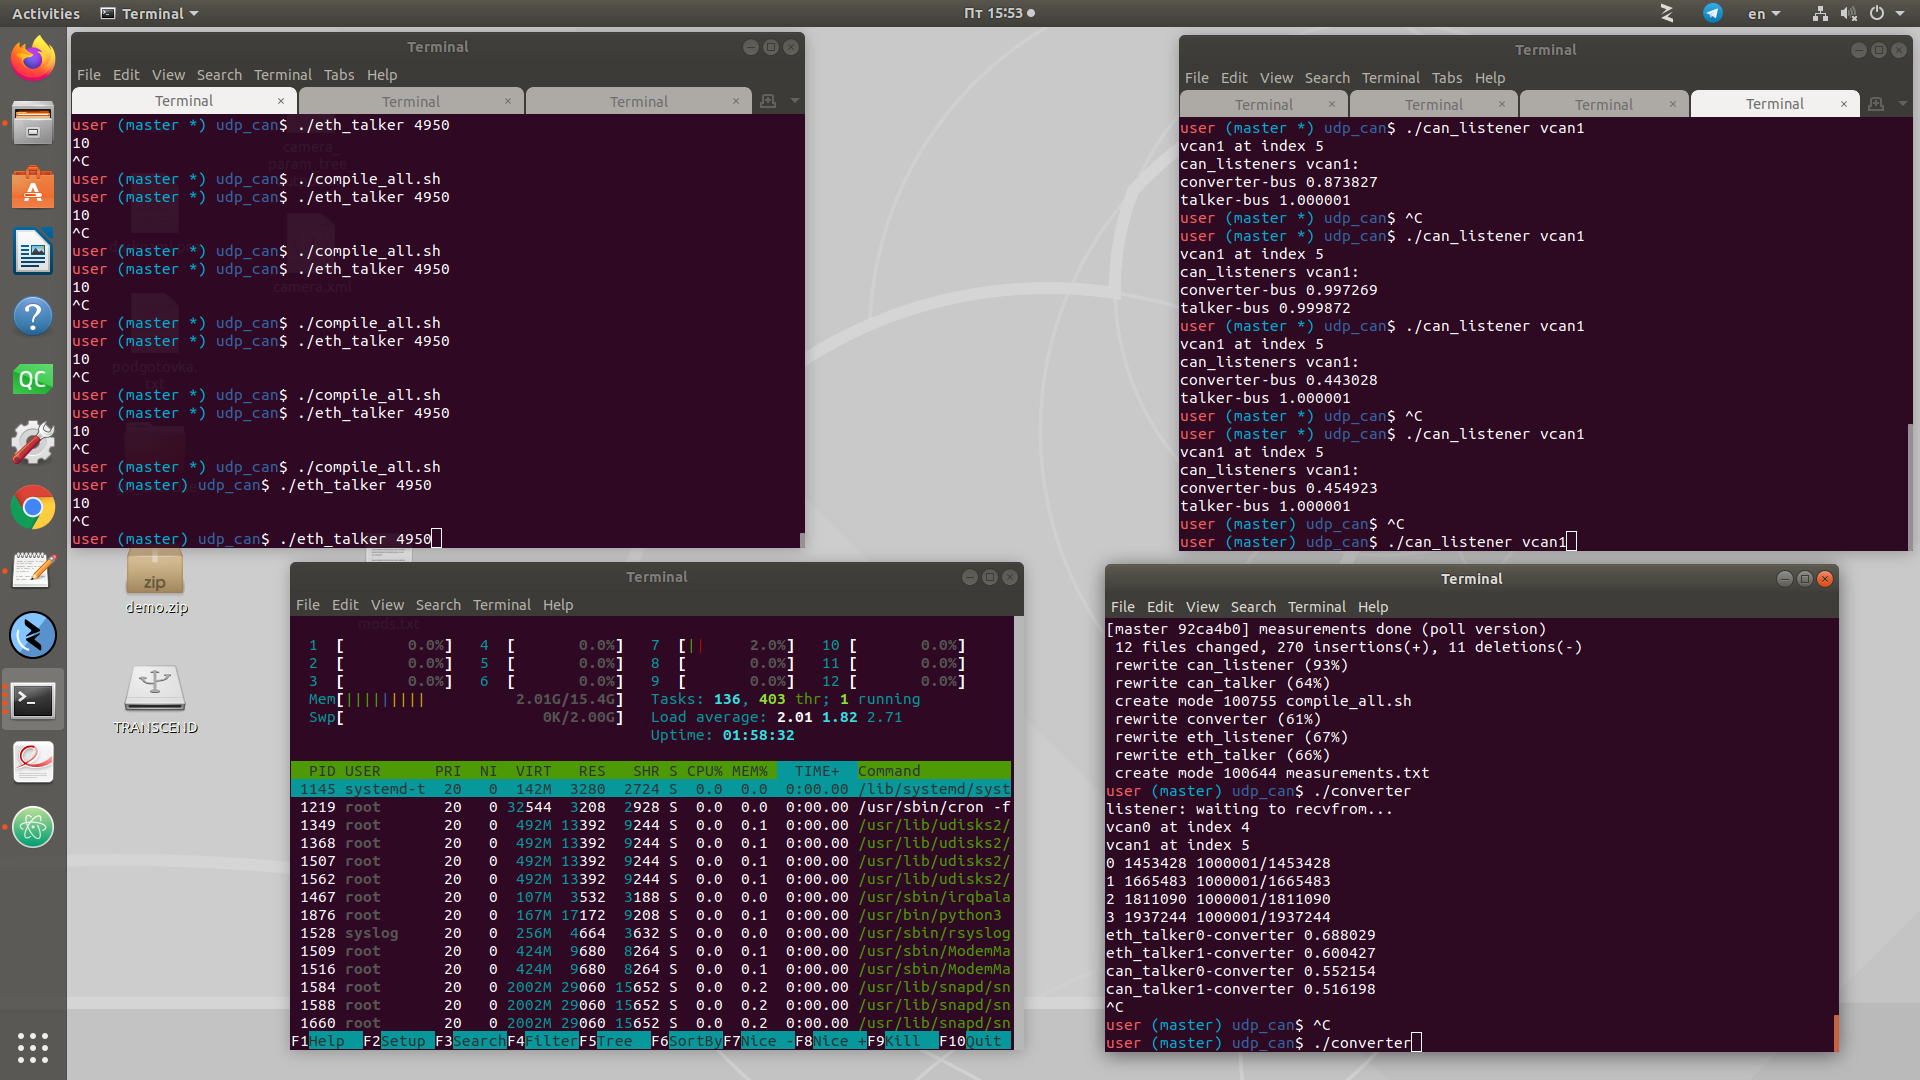 Activities
Terminal
Пт 15:53
en
Terminal
File Edit View Search Terminal Tabs Help
Terminal × Terminal × Terminal ×
user (master *) udp_can$ ./eth_talker 4950
10
^C
user (master *) udp_can$ ./compile_all.sh
user (master *) udp_can$ ./eth_talker 4950
10
^C
user (master *) udp_can$ ./compile_all.sh
user (master *) udp_can$ ./eth_talker 4950
10
^C
user (master *) udp_can$ ./compile_all.sh
user (master *) udp_can$ ./eth_talker 4950
10
^C
user (master *) udp_can$ ./compile_all.sh
user (master *) udp_can$ ./eth_talker 4950
10
^C
user (master *) udp_can$ ./compile_all.sh
user (master) udp_can$ ./eth_talker 4950
10
^C
user (master) udp_can$ ./eth_talker 4950
camera_
param_tree
camera.xml
podgotovka.
txt
Terminal
File Edit View Search Terminal Tabs Help
Terminal × Terminal × Terminal × Terminal ×
user (master *) udp_can$ ./can_listener vcan1
vcan1 at index 5
can_listeners vcan1:
converter-bus 0.873827
talker-bus 1.000001
user (master *) udp_can$ ^C
user (master *) udp_can$ ./can_listener vcan1
vcan1 at index 5
can_listeners vcan1:
converter-bus 0.997269
talker-bus 0.999872
user (master *) udp_can$ ./can_listener vcan1
vcan1 at index 5
can_listeners vcan1:
converter-bus 0.443028
talker-bus 1.000001
user (master *) udp_can$ ^C
user (master *) udp_can$ ./can_listener vcan1
vcan1 at index 5
can_listeners vcan1:
converter-bus 0.454923
talker-bus 1.000001
user (master) udp_can$ ^C
user (master) udp_can$ ./can_listener vcan1
QC
zip
demo.zip
TRANSCEND
Terminal
File Edit View Search Terminal Help
mods.txt
1 [ 0.0%] 4 [ 0.0%] 7 [|| 2.0%] 10 [ 0.0%]
2 [ 0.0%] 5 [ 0.0%] 8 [ 0.0%] 11 [ 0.0%]
3 [ 0.0%] 6 [ 0.0%] 9 [ 0.0%] 12 [ 0.0%]
Mem[||||||||| 2.01G/15.4G] Tasks: 136, 403 thr; 1 running
Swp[ 0K/2.00G] Load average: 2.01 1.82 2.71
Uptime: 01:58:32
PID USER PRI NI VIRT RES SHR S CPU% MEM% TIME+ Command
1145 systemd-t 20 0 142M 3280 2724 S 0.0 0.0 0:00.00 /lib/systemd/syst
1219 root 20 0 32544 3208 2928 S 0.0 0.0 0:00.00 /usr/sbin/cron -f
1349 root 20 0 492M 13392 9244 S 0.0 0.1 0:00.00 /usr/lib/udisks2/
1368 root 20 0 492M 13392 9244 S 0.0 0.1 0:00.00 /usr/lib/udisks2/
1507 root 20 0 492M 13392 9244 S 0.0 0.1 0:00.00 /usr/lib/udisks2/
1562 root 20 0 492M 13392 9244 S 0.0 0.1 0:00.00 /usr/lib/udisks2/
1467 root 20 0 107M 3532 3188 S 0.0 0.0 0:00.00 /usr/sbin/irqbala
1876 root 20 0 167M 17172 9208 S 0.0 0.1 0:00.00 /usr/bin/python3
1528 syslog 20 0 256M 4664 3632 S 0.0 0.0 0:00.00 /usr/sbin/rsyslog
1509 root 20 0 424M 9680 8264 S 0.0 0.1 0:00.00 /usr/sbin/ModemMa
1516 root 20 0 424M 9680 8264 S 0.0 0.1 0:00.00 /usr/sbin/ModemMa
1584 root 20 0 2002M 29060 15652 S 0.0 0.2 0:00.00 /usr/lib/snapd/sn
1588 root 20 0 2002M 29060 15652 S 0.0 0.2 0:00.00 /usr/lib/snapd/sn
1660 root 20 0 2002M 29060 15652 S 0.0 0.2 0:00.00 /usr/lib/snapd/sn
F1Help F2Setup F3SearchF4FilterF5Tree F6SortByF7Nice -F8Nice +F9Kill F10Quit
Terminal
File Edit View Search Terminal Help
[master 92ca4b0] measurements done (poll version)
12 files changed, 270 insertions(+), 11 deletions(-)
rewrite can_listener (93%)
rewrite can_talker (64%)
create mode 100755 compile_all.sh
rewrite converter (61%)
rewrite eth_listener (67%)
rewrite eth_talker (66%)
create mode 100644 measurements.txt
user (master) udp_can$ ./converter
listener: waiting to recvfrom...
vcan0 at index 4
vcan1 at index 5
0 1453428 1000001/1453428
1 1665483 1000001/1665483
2 1811090 1000001/1811090
3 1937244 1000001/1937244
eth_talker0-converter 0.688029
eth_talker1-converter 0.600427
can_talker0-converter 0.552154
can_talker1-converter 0.516198
^C
user (master) udp_can$ ^C
user (master) udp_can$ ./converter